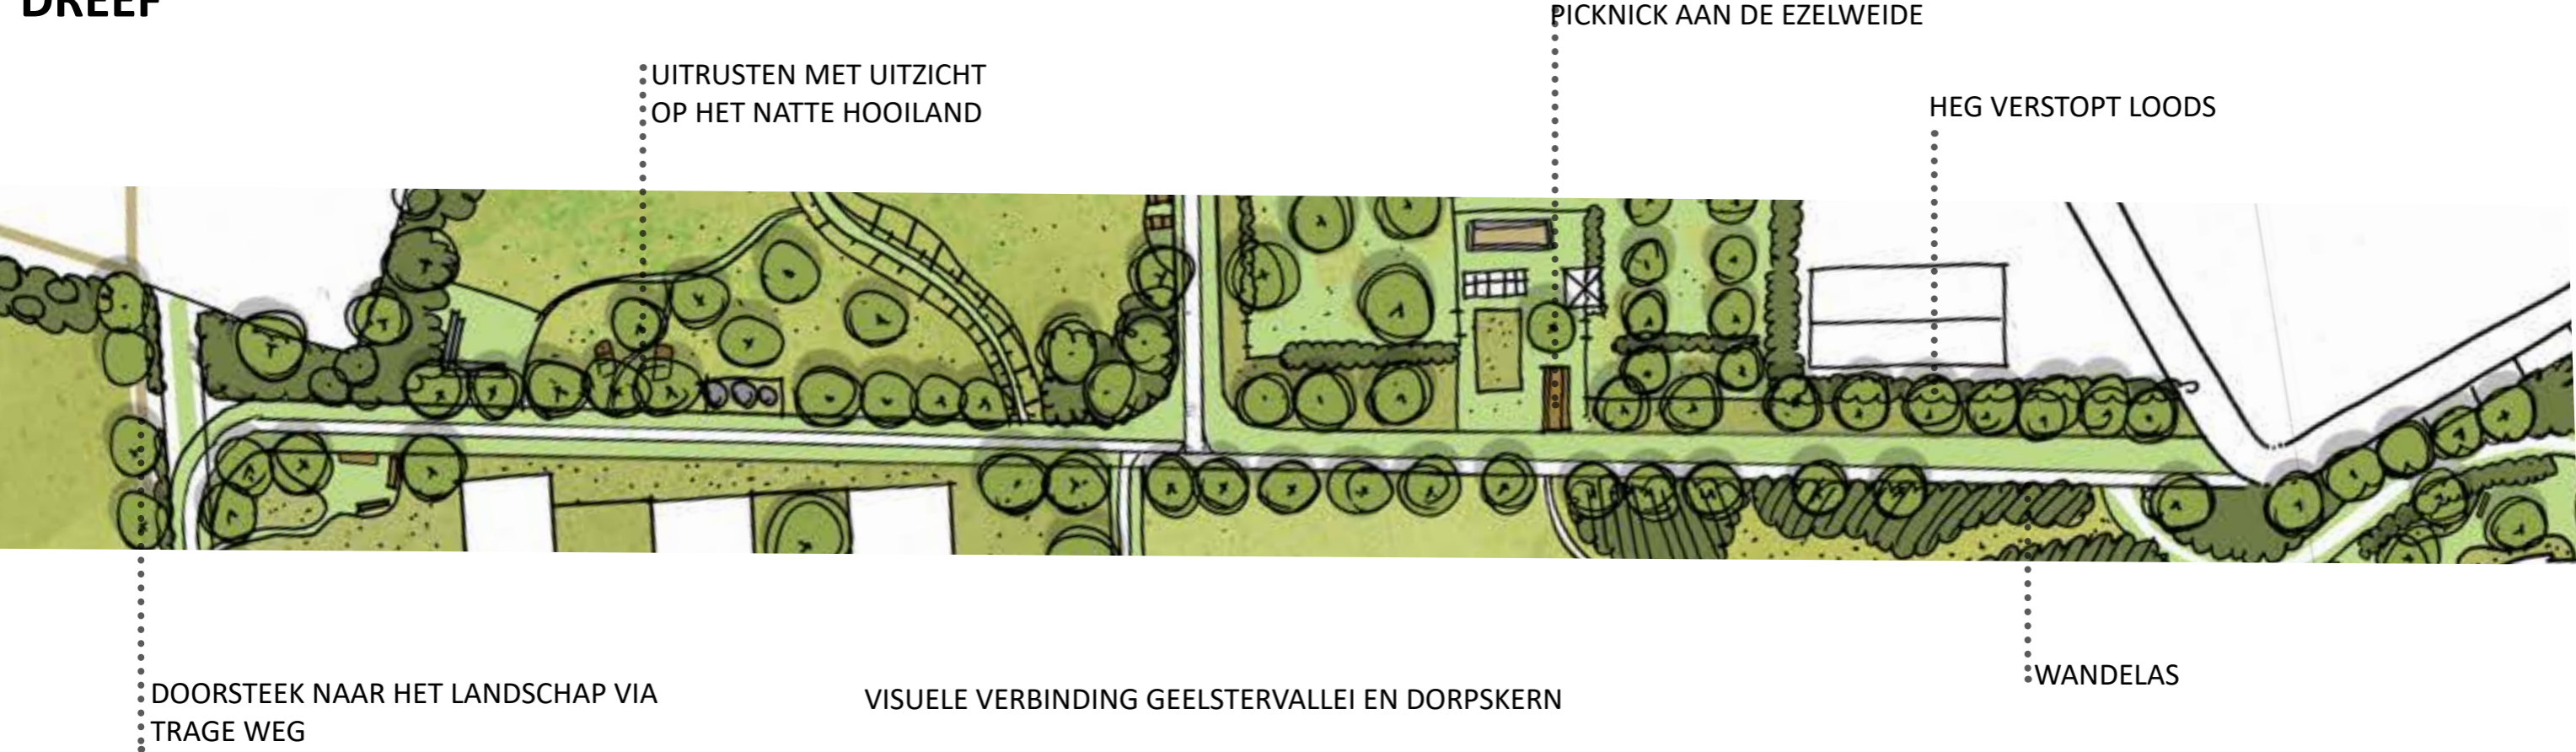 DREEF
PICKNICK AAN DE EZELWEIDE
UITRUSTEN MET UITZICHT
OP HET NATTE HOOILAND
HEG VERSTOPT LOODS
DOORSTEEK NAAR HET LANDSCHAP VIA
TRAGE WEG
VISUELE VERBINDING GEELSTERVALLEI EN DORPSKERN
WANDELAS